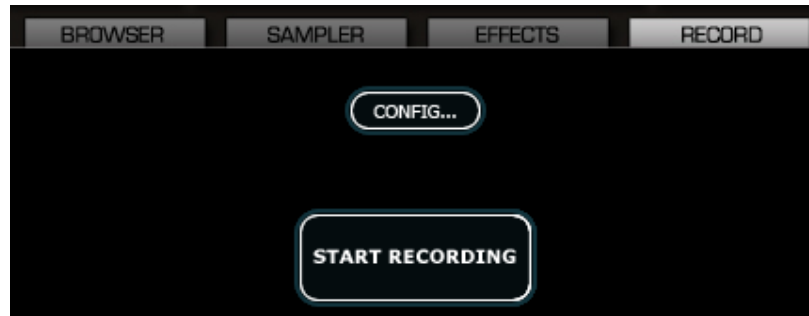 BROWSER SAMPLER EFFECTS RECORD
CONFIG...
START RECORDING